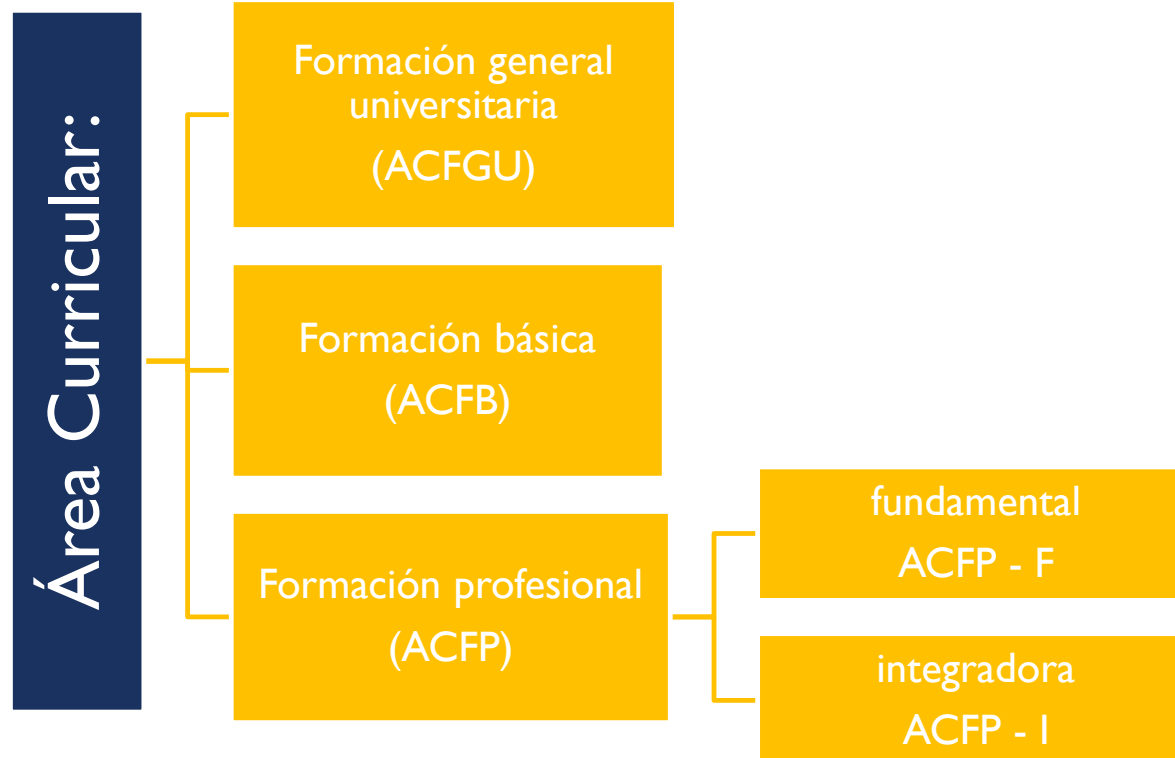 Área Curricular:
Formación general
universitaria
(ACFGU)
Formación básica
(ACFB)
Formación profesional
(ACFP)
fundamental
ACFP - F
integradora
ACFP - I